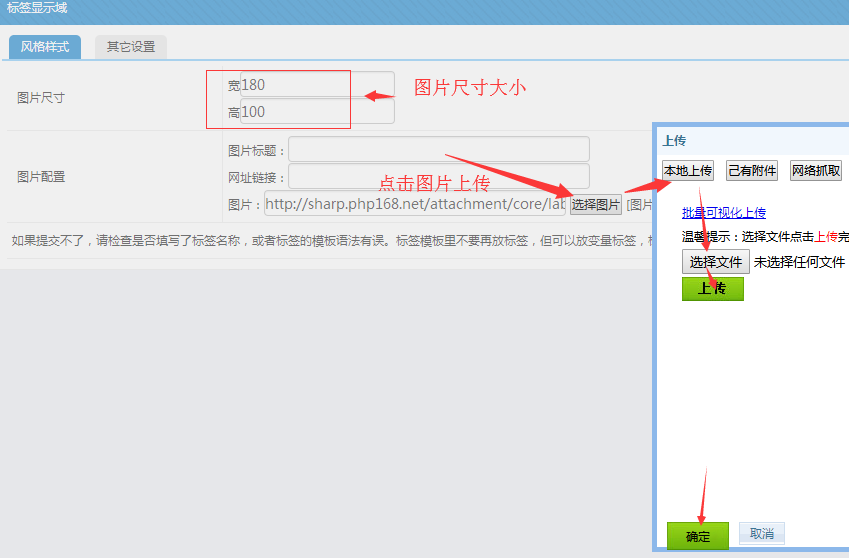 标签显示域
风格样式 其它设置
图片尺寸
宽180
高100
图片尺寸大小
图片配置
图片标题：
网址链接：
点击图片上传
图片：http://sharp.php168.net/attachment/core/lab 选择图片 [图片
如果提交不了，请检查是否填写了标签名称，或者标签的模板语法有误。标签模板里不要再放标签，但可以放变量标签，
上传
本地上传 己有附件 网络抓取
批量可视化上传
温馨提示：选择文件点击上传完
选择文件 未选择任何文件
上传
确定 取消